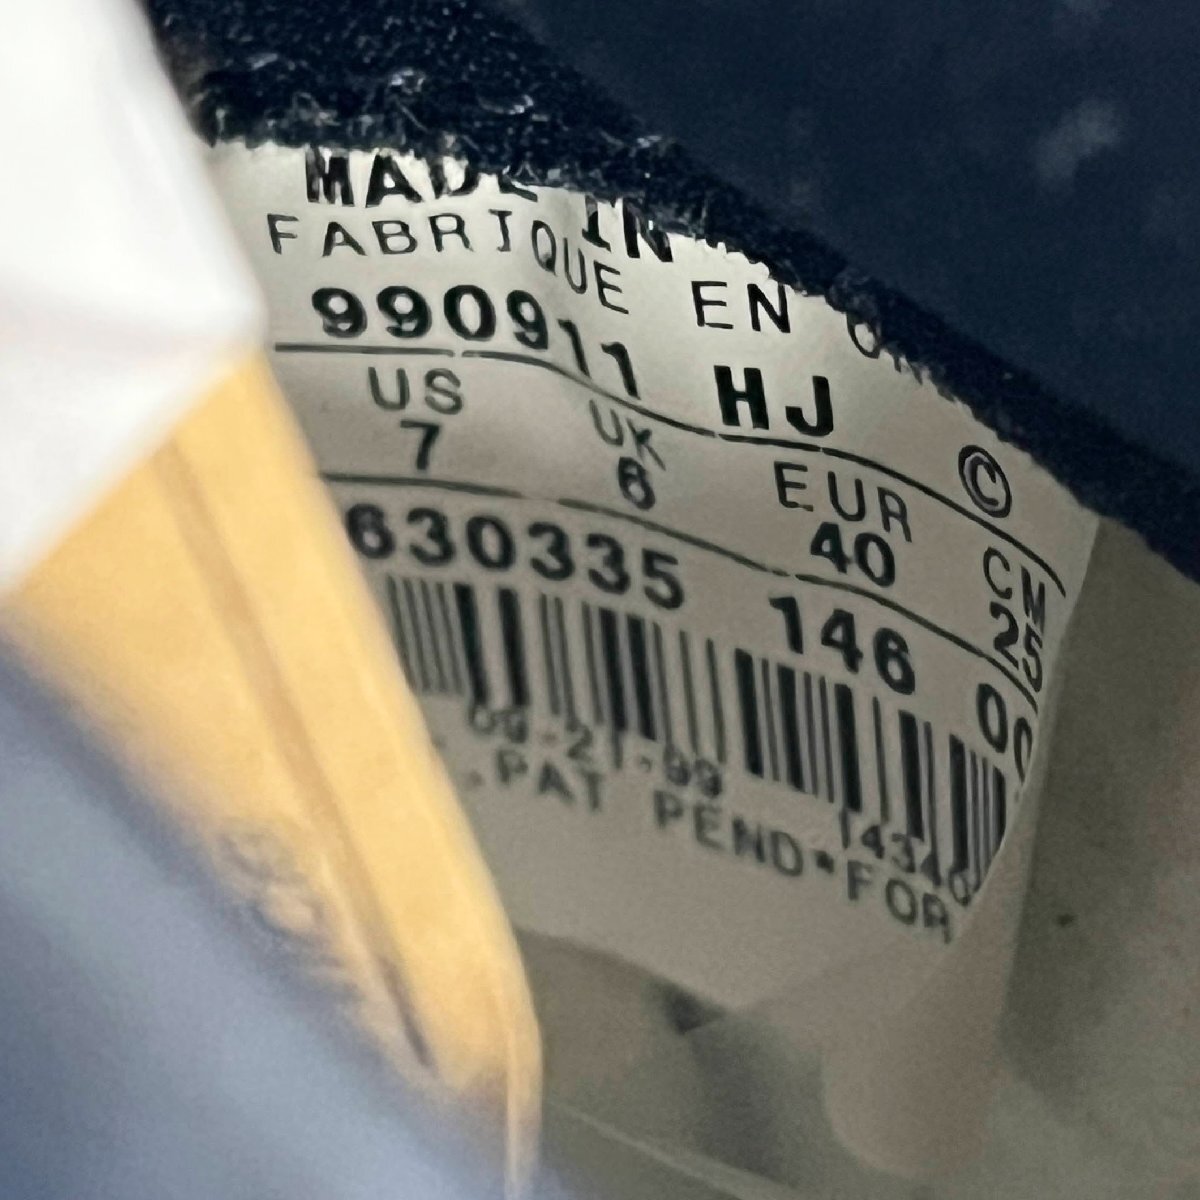 MADE IN
FABRIQUE EN
990911 HJ
©
US UK EUR CM
7 6 40 25
630335 146 00
09-21-99 14340
.PAT PEND*FOR